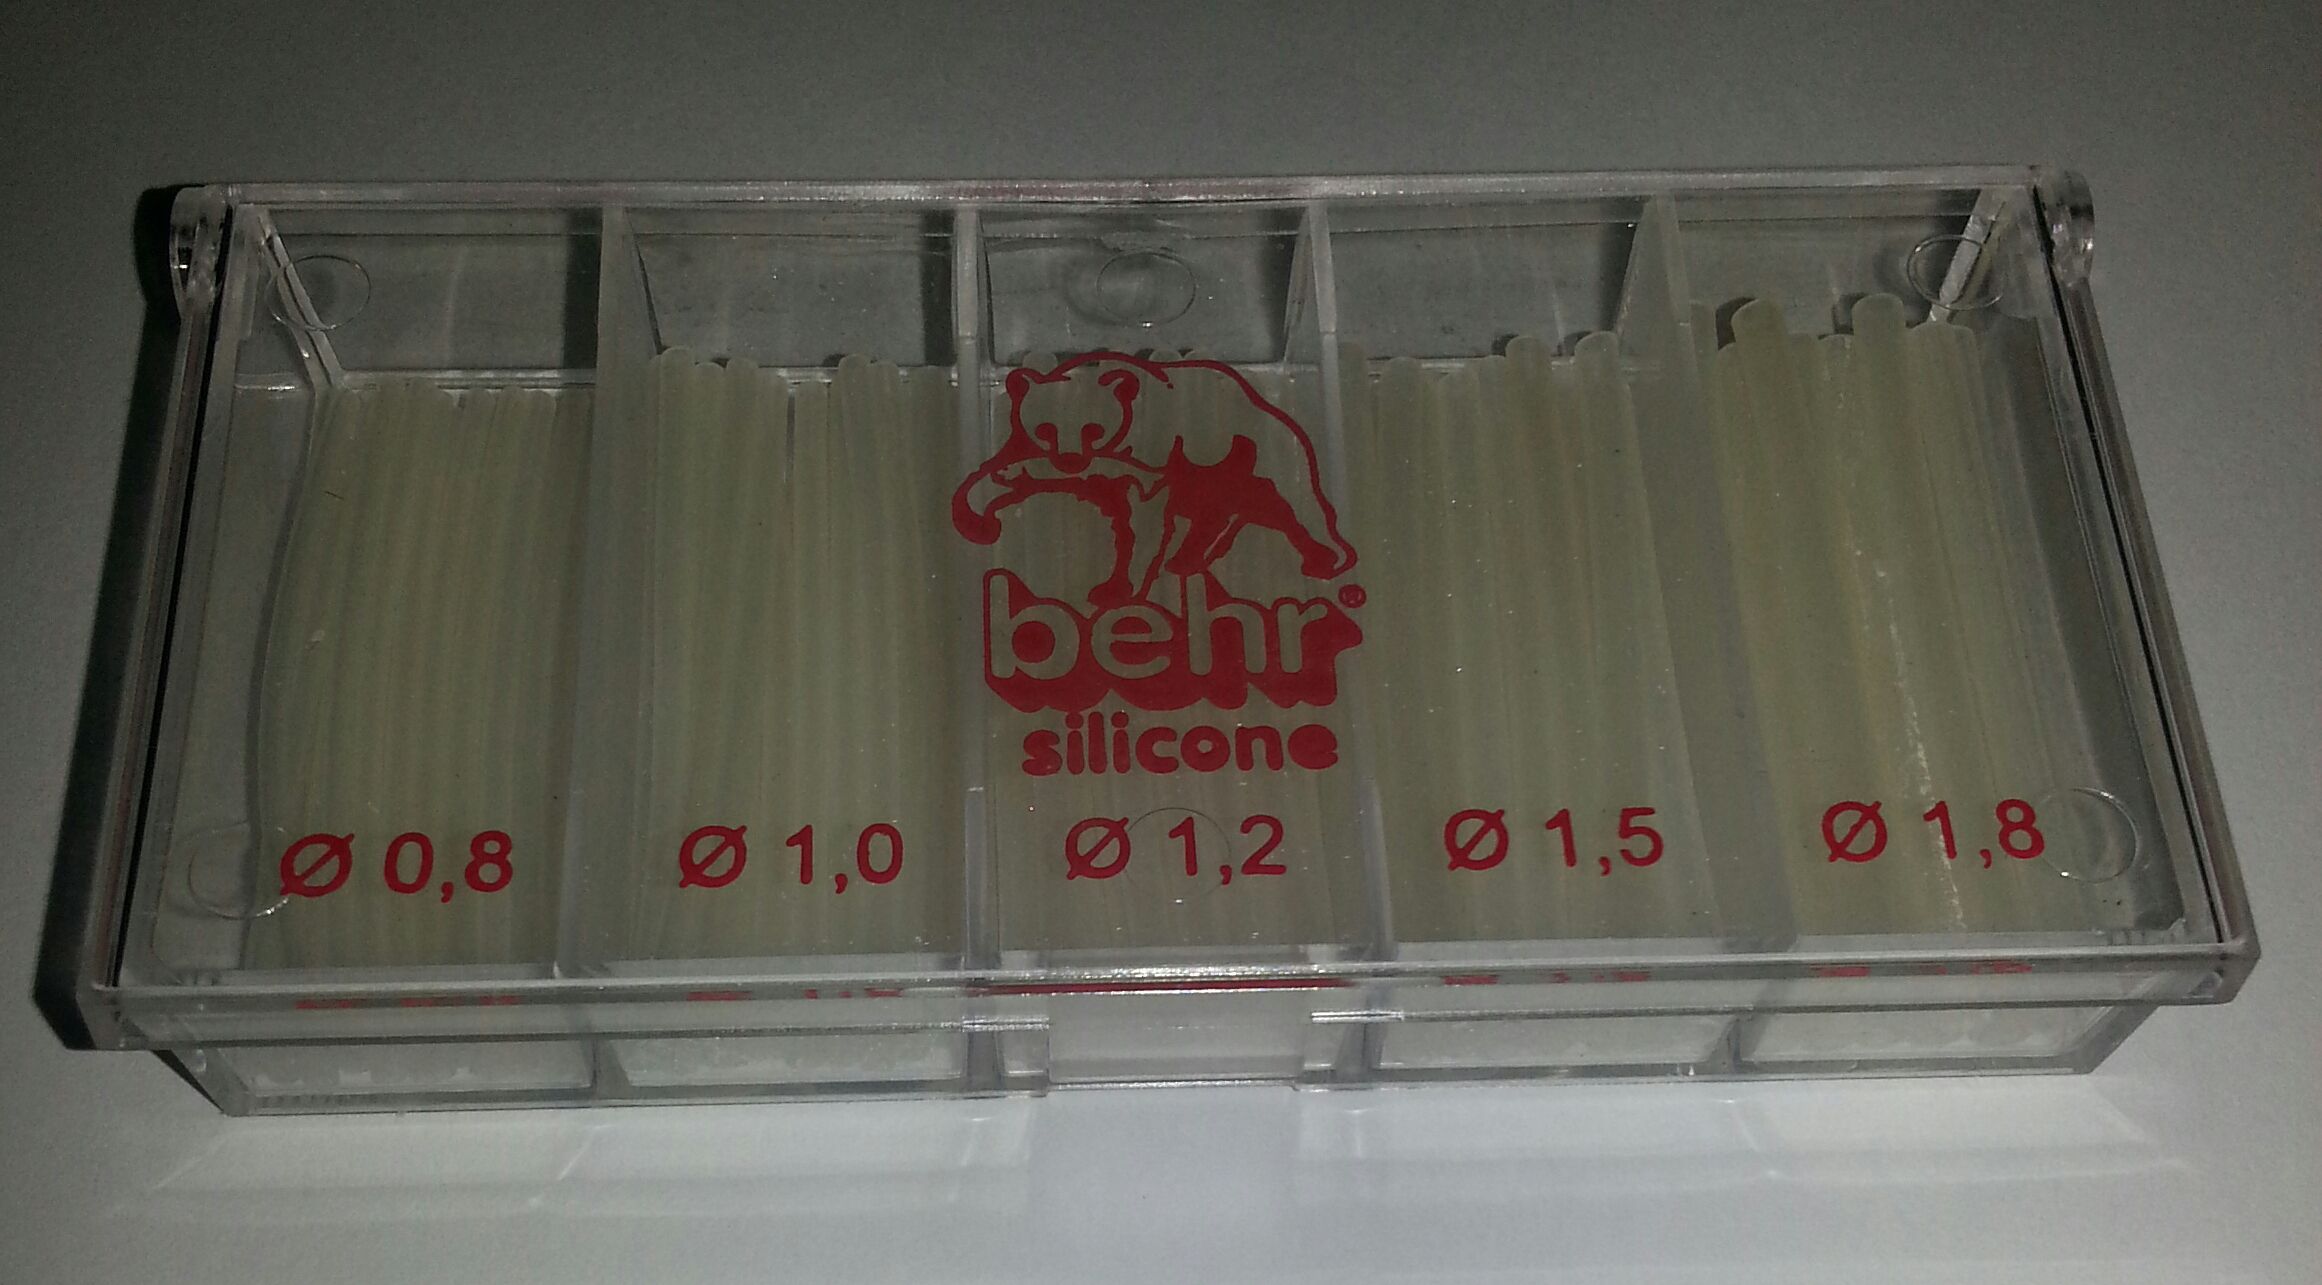 behr®
silicone
Ø 0,8 Ø 1,0 Ø 1,2 Ø 1,5 Ø 1,8